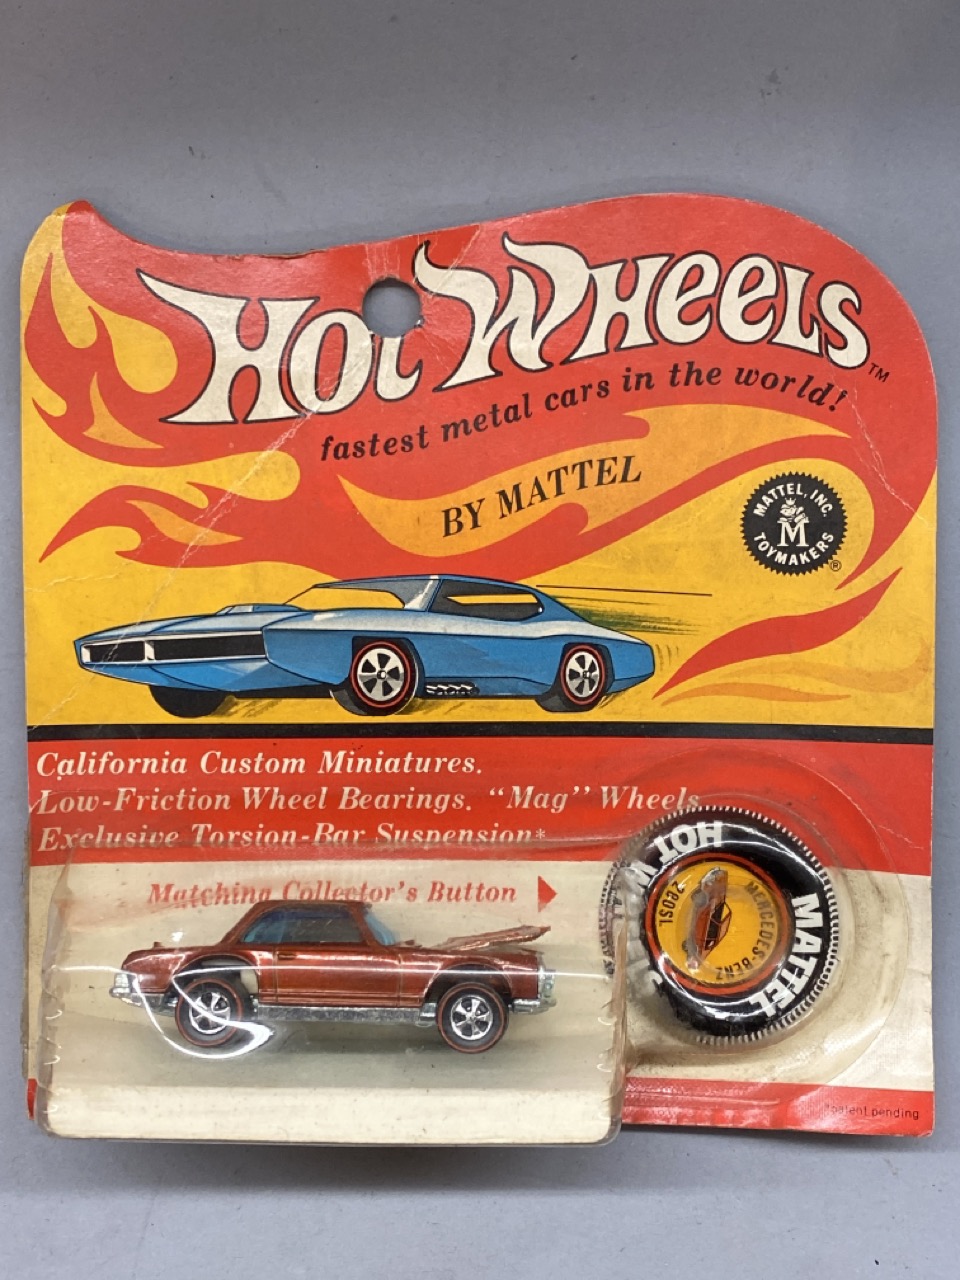 HOT WHEELS™
fastest metal cars in the world!
BY MATTEL
MATTEL, INC.
M
TOYMAKERS
®
California Custom Miniatures.
Low-Friction Wheel Bearings. “Mag” Wheels
Exclusive Torsion-Bar Suspension*
Matching Collector's Button
HOT W
MATTEL
MERCEDES-BENZ
280SL
*patent pending